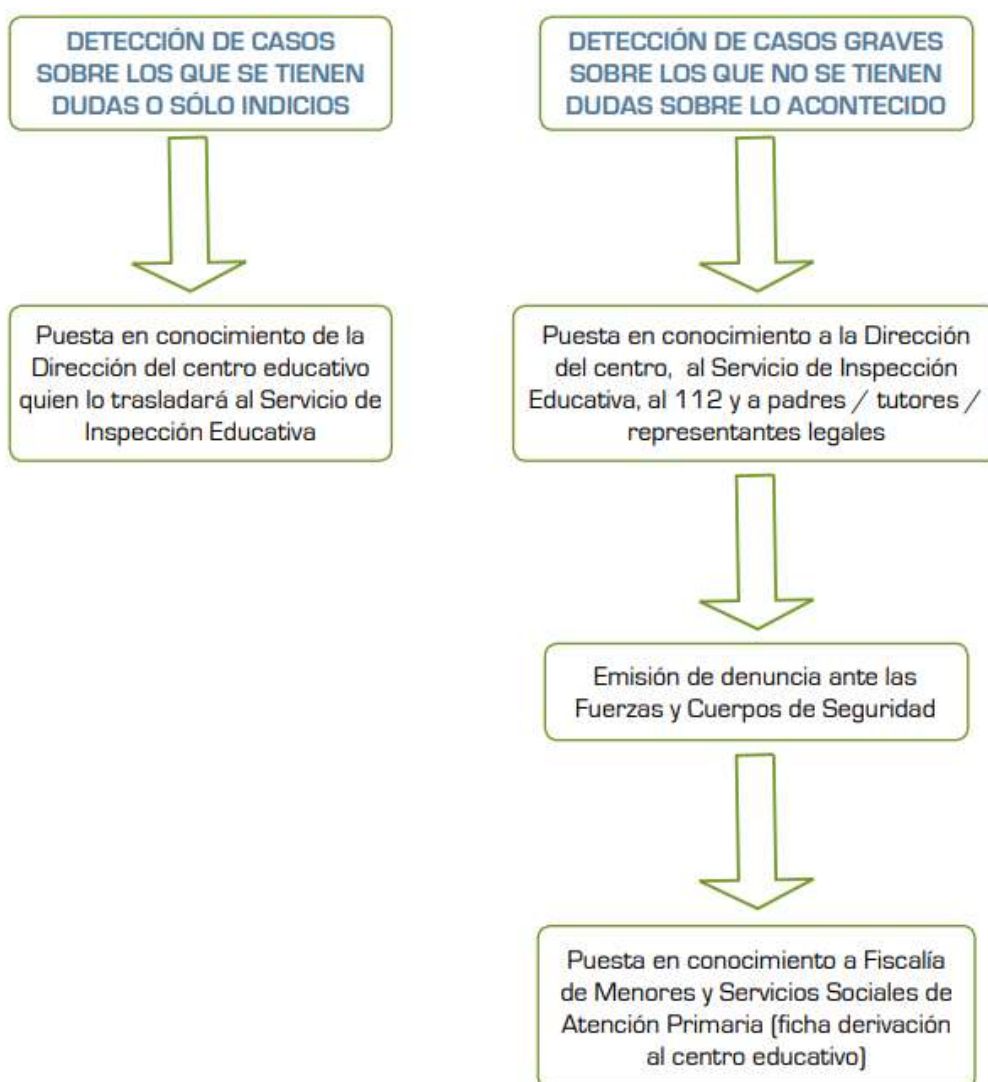 DETECCIÓN DE CASOS
SOBRE LOS QUE SE TIENEN
DUDAS O SÓLO INDICIOS
Puesta en conocimiento de la
Dirección del centro educativo
quien lo trasladará al Servicio de
Inspección Educativa
DETECCIÓN DE CASOS GRAVES
SOBRE LOS QUE NO SE TIENEN
DUDAS SOBRE LO ACONTECIDO
Puesta en conocimiento a la Dirección
del centro, al Servicio de Inspección
Educativa, al 112 y a padres / tutores /
representantes legales
Emisión de denuncia ante las
Fuerzas y Cuerpos de Seguridad
Puesta en conocimiento a Fiscalía
de Menores y Servicios Sociales de
Atención Primaria (ficha derivación
al centro educativo)